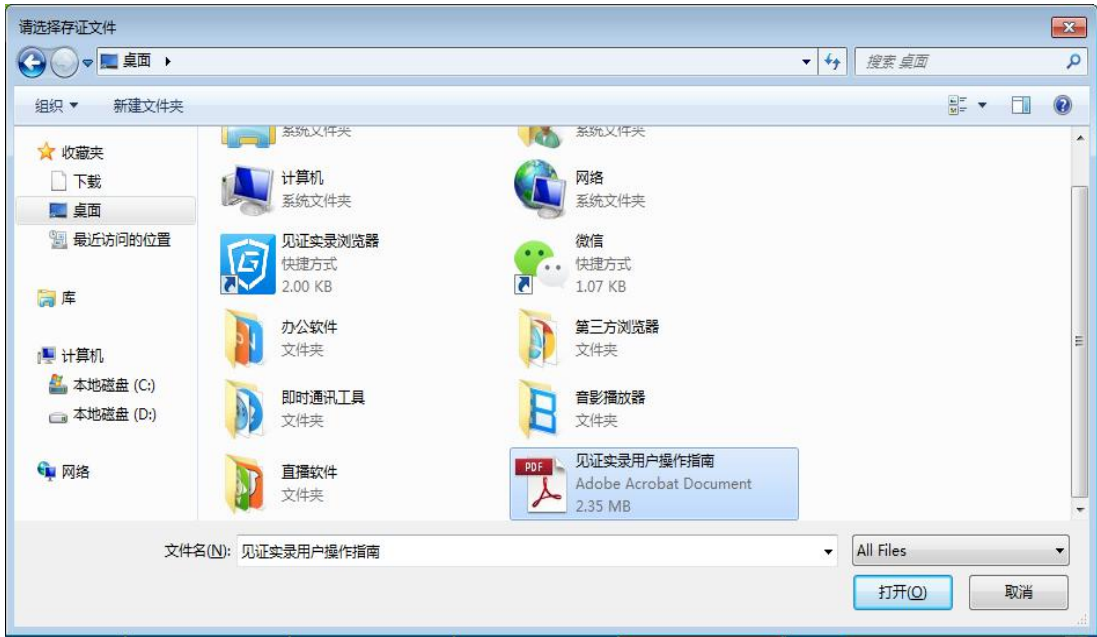 请选择存证文件
桌面
搜索 桌面
组织
新建文件夹
收藏夹
下载
桌面
最近访问的位置
库
计算机
本地磁盘 (C:)
本地磁盘 (D:)
网络
系统文件夹
系统文件夹
计算机
系统文件夹
网络
系统文件夹
见证实录浏览器
快捷方式
2.00 KB
微信
快捷方式
1.07 KB
办公软件
文件夹
第三方浏览器
文件夹
即时通讯工具
文件夹
音影播放器
文件夹
直播软件
文件夹
PDF
见证实录用户操作指南
Adobe Acrobat Document
2.35 MB
文件名(N):
见证实录用户操作指南
All Files
打开(O)
取消